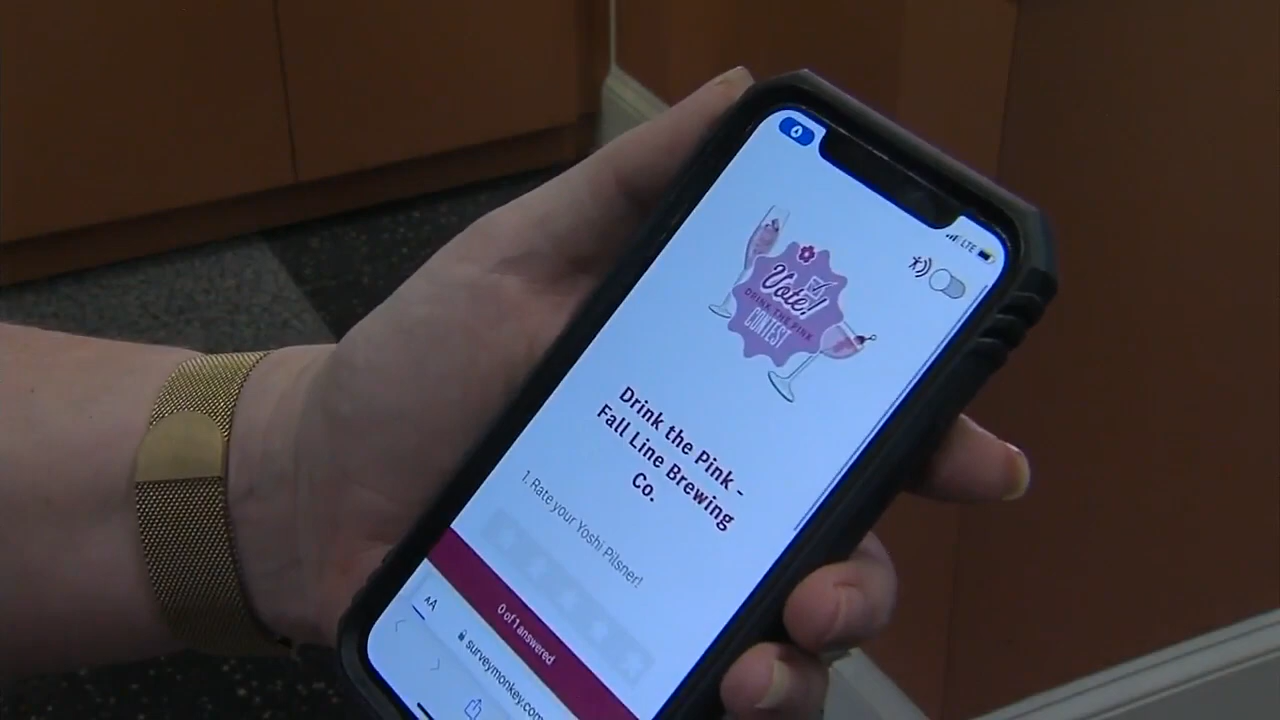 LTE
Vote!
DRINK THE PINK
CONTEST
Drink the Pink -
Fall Line Brewing
Co.
1. Rate your Yoshi Pilsner!
0 of 1 answered
AA
surveymonkey.com